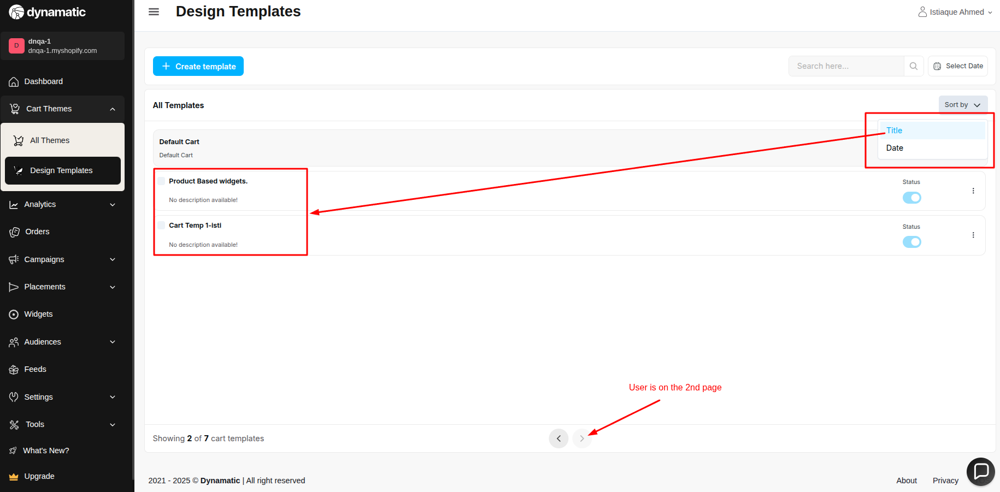 dynamatic
Design Templates
Istiaque Ahmed
D
dnqa-1
dnqa-1.myshopify.com
Create template
Search here...
Select Date
Dashboard
Cart Themes
All Themes
Design Templates
Analytics
Orders
Campaigns
Placements
Widgets
Audiences
Feeds
Settings
Tools
What's New?
Upgrade
All Templates
Sort by
Title
Date
Default Cart
Default Cart
Product Based widgets.
No description available!
Status
Cart Temp 1-isti
No description available!
Status
User is on the 2nd page
Showing 2 of 7 cart templates
2021 - 2025 © Dynamatic | All right reserved
About Privacy